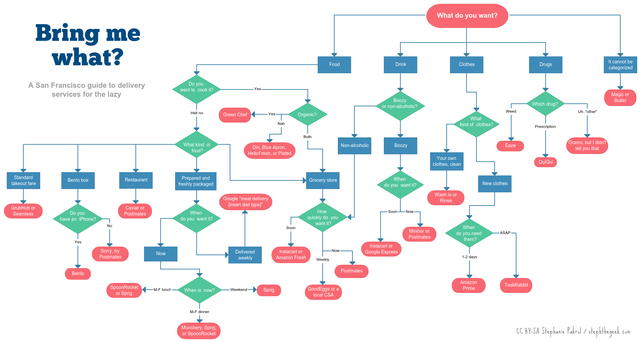 Bring me
what?
A San Francisco guide to delivery
services for the lazy
What do you want?
Food
Drink
Clothes
Drugs
It cannot be
categorized
Do you
want to cook it?
Yes
Hell no
Organic?
Yes
Nah
Both
Green Chef
Din, Blue Apron,
HelloFresh, or Plated
Boozy
or non-alcoholic?
Non-alcoholic
Boozy
What
kind of clothes?
Your own
clothes, clean
New clothes
Washio or
Rinse
Which drug?
Weed
Prescription
Uh, "other"
Eaze
QuiQui
Gramo, but I didn't
tell you that
Magic or
Butler
What kind of
food?
Standard
takeout fare
Bento box
Restaurant
Prepared and
freshly packaged
Grocery store
GrubHub or
Seamless
Do you
have an iPhone?
Yes
No
Bento
Sorry, try
Postmates
Caviar or
Postmates
When
do you want it?
Google "meal delivery
[insert diet type]"
Now
Delivered
weekly
When is now?
M-F lunch
Weekend
M-F dinner
SpoonRocket
or Sprig
Sprig
Munchery, Sprig,
or SpoonRocket
How
quickly do you
want it?
Soon
Now
Weekly
Instacart or
Amazon Fresh
Postmates
GoodEggs or a
local CSA
When
do you want it?
Soon
Now
Instacart or
Google Express
Minibar or
Postmates
When
do you need
them?
ASAP
1-2 days
Amazon
Prime
TaskRabbit
CC BY-SA Stephanie Pakrul / stephthegeek.com